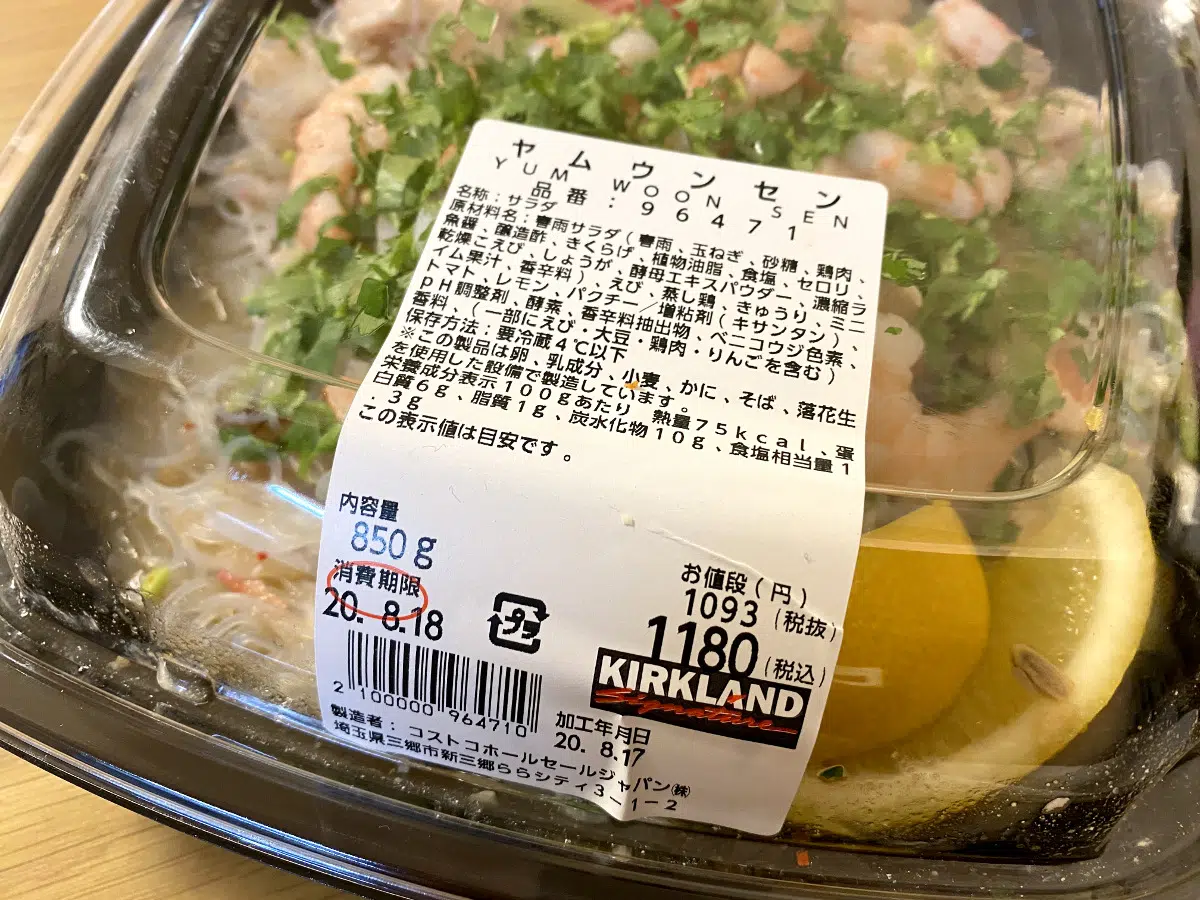 ヤムウンセン
YUM WOON SEN
品番:96471
名称:サラダ
原材料名:春雨サラダ(春雨、玉ねぎ、砂糖、鶏肉、
魚醤、醸造酢、きくらげ、植物油脂、食塩、セロリ、
乾燥こえび、しょうが、酵母エキスパウダー、濃縮ラ
イム果汁、香辛料)、えび、蒸し鶏、きゅうり、ミニ
トマト、レモン、パクチー/増粘剤(キサンタン)、
pH調整剤、酵素、香辛料抽出物、ベニコウジ色素、
香料、(一部にえび・大豆・鶏肉・りんごを含む)
保存方法:要冷蔵4℃以下
※この製品は卵、乳成分、小麦、かに、そば、落花生
を使用した設備で製造しています。
栄養成分表示100gあたり 熱量75kcal、蛋
白質6g、脂質1g、炭水化物10g、食塩相当量1
.3g
この表示値は目安です。
内容量
850g
消費期限
20. 8.18
プラ
お値段(円)
1093 (税抜)
1180 (税込)
KIRKLAND
Signature
2 100000 964710
加工年月日
20. 8.17
製造者: コストコホールセールジャパン㈱
埼玉県三郷市新三郷ららシティ3-1-2